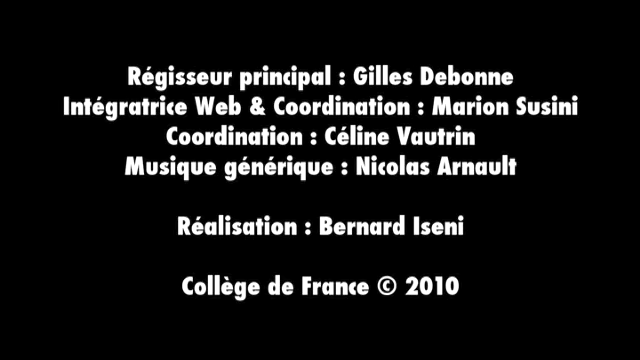 Régisseur principal : Gilles Debonne
Intégratrice Web & Coordination : Marion Susini
Coordination : Céline Vautrin
Musique générique : Nicolas Arnault
Réalisation : Bernard Iseni
Collège de France © 2010